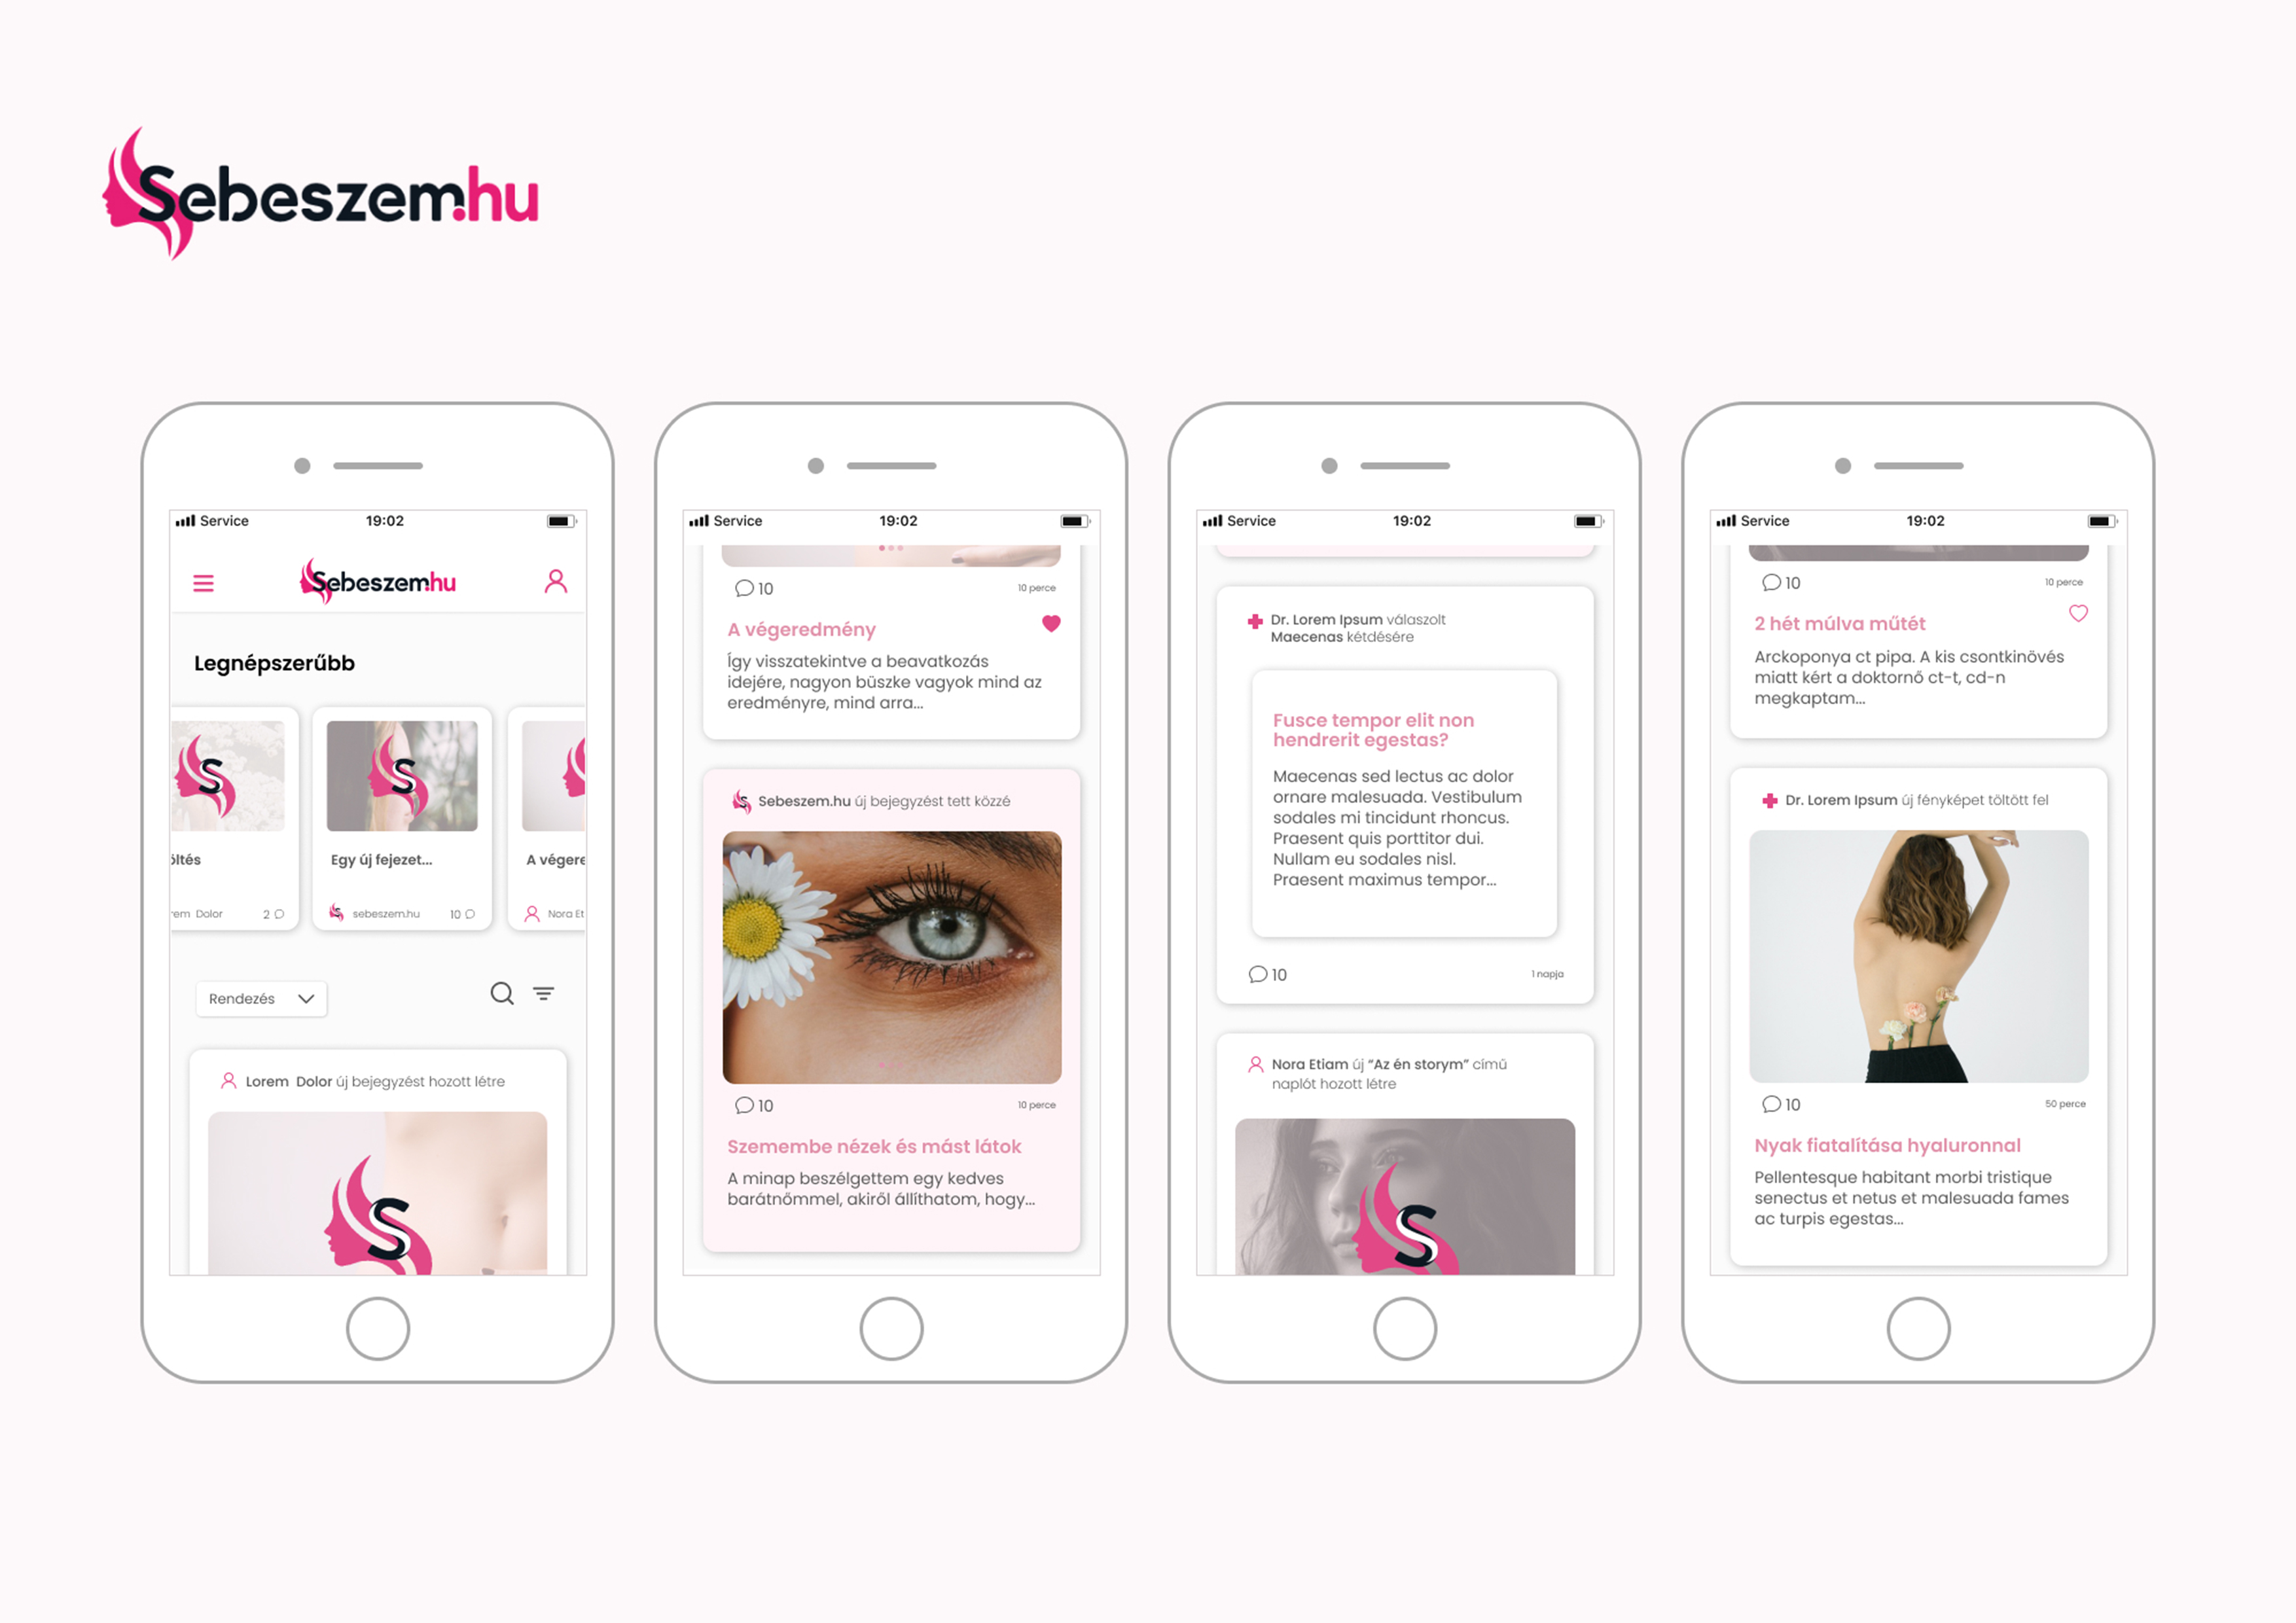 Sebeszem.hu
Service 19:02
Sebeszem.hu
Legnépszerűbb
S
S
öltés
Egy új fejezet...
A végere
rem Dolor 2
sebeszem.hu 10
Nora Et
Rendezés
Lorem Dolor új bejegyzést hozott létre
S
Service 19:02
10 10 perce
A végeredmény
Így visszatekintve a beavatkozás
idejére, nagyon büszke vagyok mind az
eredményre, mind arra...
Sebeszem.hu új bejegyzést tett közzé
10 10 perce
Szemembe nézek és mást látok
A minap beszélgettem egy kedves
barátnőmmel, akiről állíthatom, hogy...
Service 19:02
Dr. Lorem Ipsum válaszolt
Maecenas kétdésére
Fusce tempor elit non
hendrerit egestas?
Maecenas sed lectus ac dolor
ornare malesuada. Vestibulum
sodales mi tincidunt rhoncus.
Praesent quis porttitor dui.
Nullam eu sodales nisl.
Praesent maximus tempor...
10 1 napja
Nora Etiam új “Az én storym” című
naplót hozott létre
S
Service 19:02
10 10 perce
2 hét múlva műtét
Arckoponya ct pipa. A kis csontkinövés
miatt kért a doktornő ct-t, cd-n
megkaptam...
Dr. Lorem Ipsum új fényképet töltött fel
10 50 perce
Nyak fiatalítása hyaluronnal
Pellentesque habitant morbi tristique
senectus et netus et malesuada fames
ac turpis egestas...